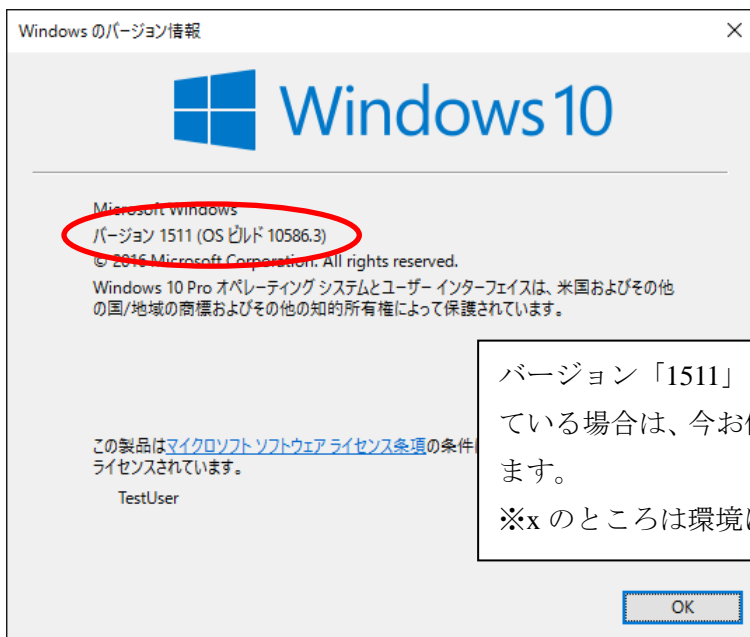 Windows のバージョン情報
Windows 10
Microsoft Windows
バージョン 1511 (OS ビルド 10586.3)
© 2016 Microsoft Corporation. All rights reserved.
Windows 10 Pro オペレーティング システムとユーザー インターフェイスは、米国およびその他
の国/地域の商標およびその他の知的所有権によって保護されています。
バージョン「1511」
ている場合は、今お
ます。
※x のところは環境
この製品はマイクロソフト ソフトウェア ライセンス条項の条件
ライセンスされています。
TestUser
OK